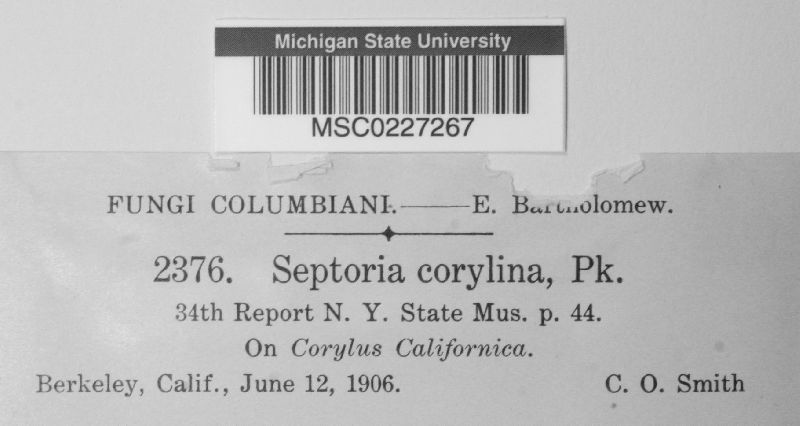 Michigan State University
MSC0227267
FUNGI COLUMBIANI.——E. Bartholomew.
2376. Septoria corylina, Pk.
34th Report N. Y. State Mus. p. 44.
On Corylus Californica.
Berkeley, Calif., June 12, 1906. C. O. Smith